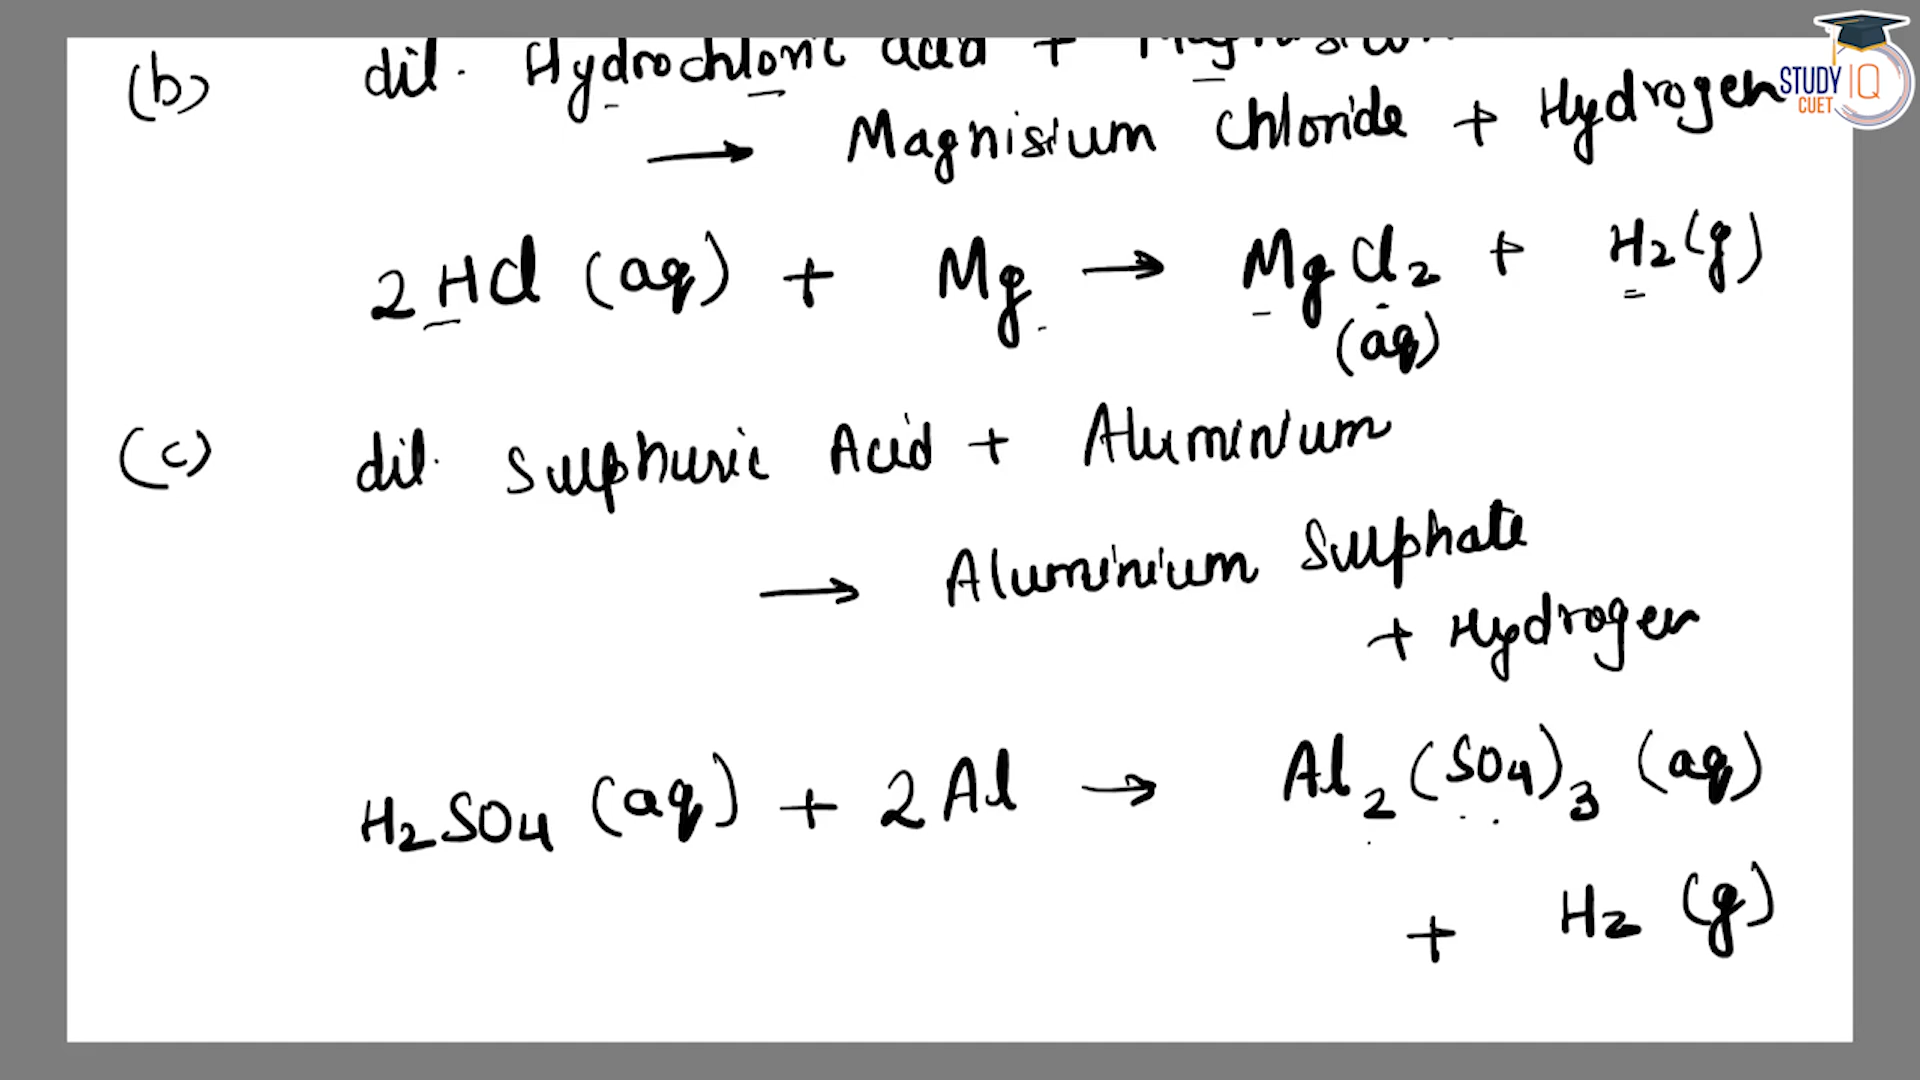 (b) dil. Hydrochloric acid + Magnisium
STUDY IQ
CUET
→ Magnisium Chloride + Hydrogen
2HCl (aq) + Mg → MgCl2 + H2(g)
(aq)
(c) dil. Sulphuric Acid + Aluminium
→ Aluminium Sulphate
+ Hydrogen
H2SO4 (aq) + 2Al → Al2(SO4)3 (aq)
+ H2 (g)